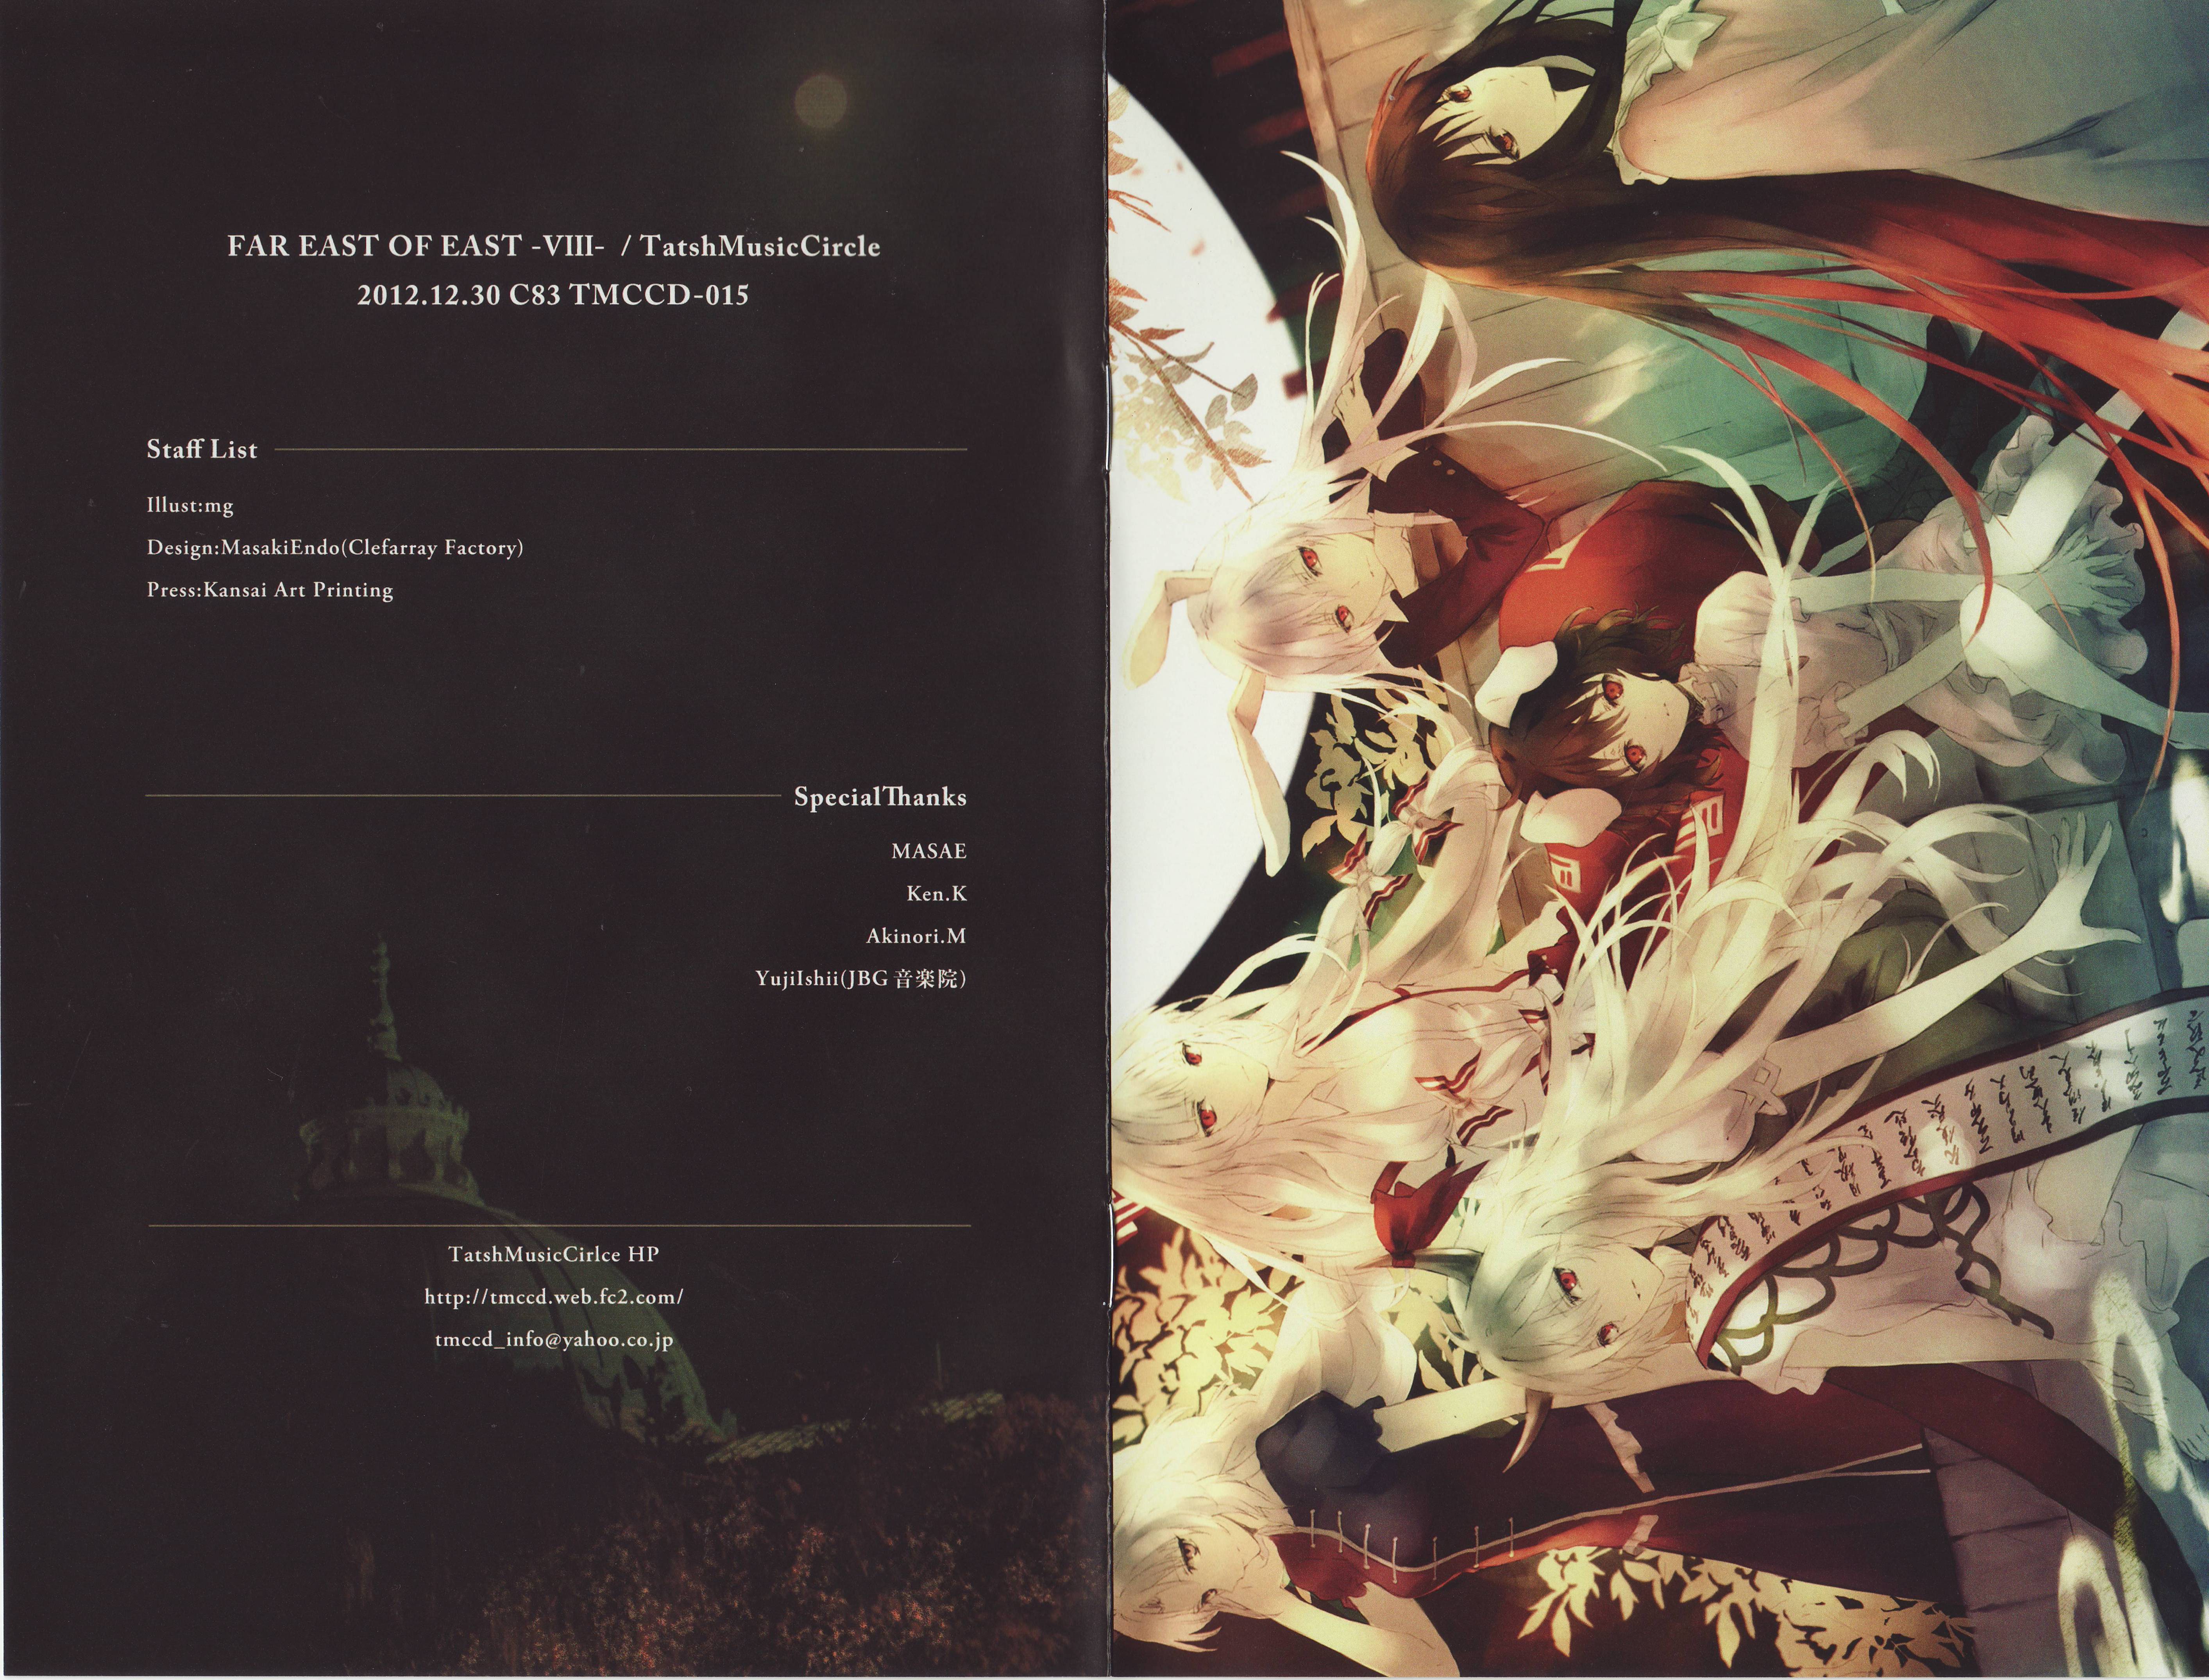 FAR EAST OF EAST -VIII- / TatshMusicCircle
2012.12.30 C83 TMCCD-015
Staff List
Illust:mg
Design:MasakiEndo(Clefarray Factory)
Press:Kansai Art Printing
SpecialThanks
MASAE
Ken.K
Akinori.M
YujiIshii(JBG 音楽院)
TatshMusicCirlce HP
http://tmccd.web.fc2.com/
tmccd_info@yahoo.co.jp